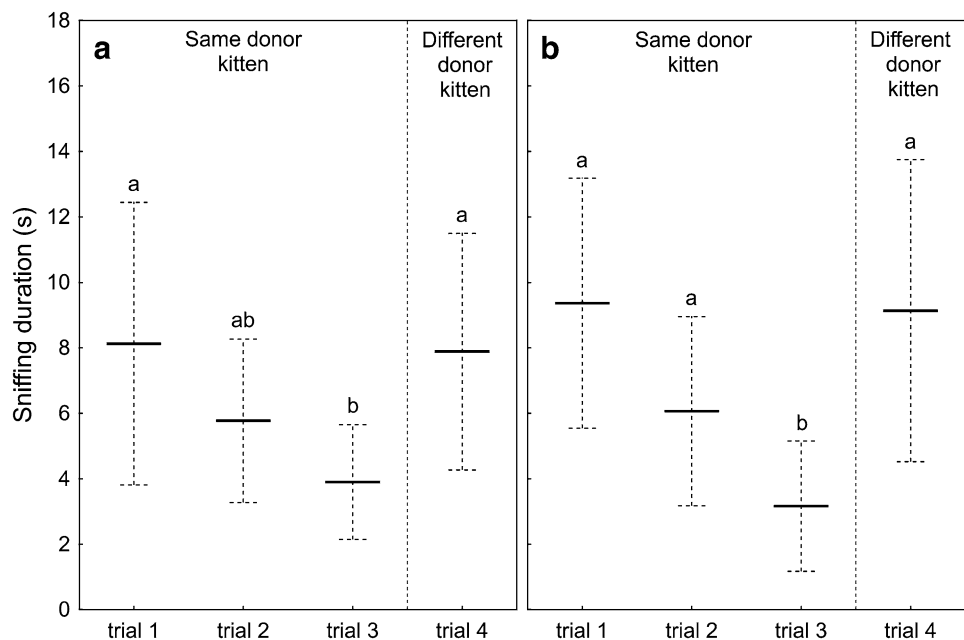 Sniffing duration (s)
18
16
14
12
10
8
6
4
2
0
a
Same donor
kitten
Different
donor
kitten
a
ab
b
a
trial 1
trial 2
trial 3
trial 4
b
Same donor
kitten
Different
donor
kitten
a
a
b
a
trial 1
trial 2
trial 3
trial 4